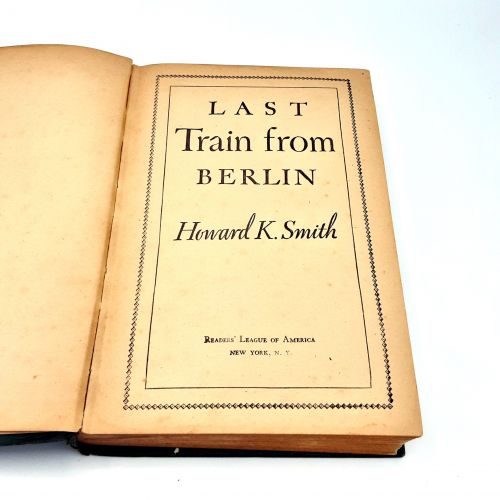 LAST
Train from
BERLIN
Howard K. Smith
READERS' LEAGUE OF AMERICA
NEW YORK, N. Y.